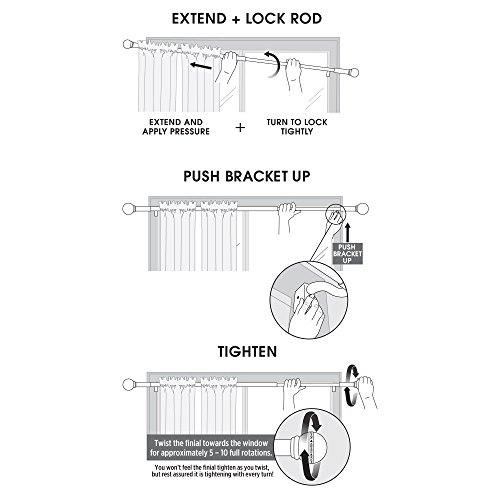 EXTEND + LOCK ROD
EXTEND AND
APPLY PRESSURE
+
TURN TO LOCK
TIGHTLY
PUSH BRACKET UP
PUSH
BRACKET
UP
TIGHTEN
Twist the finial towards the window
for approximately 5 – 10 full rotations.
You won't feel the finial tighten as you twist,
but rest assured it is tightening with every turn!